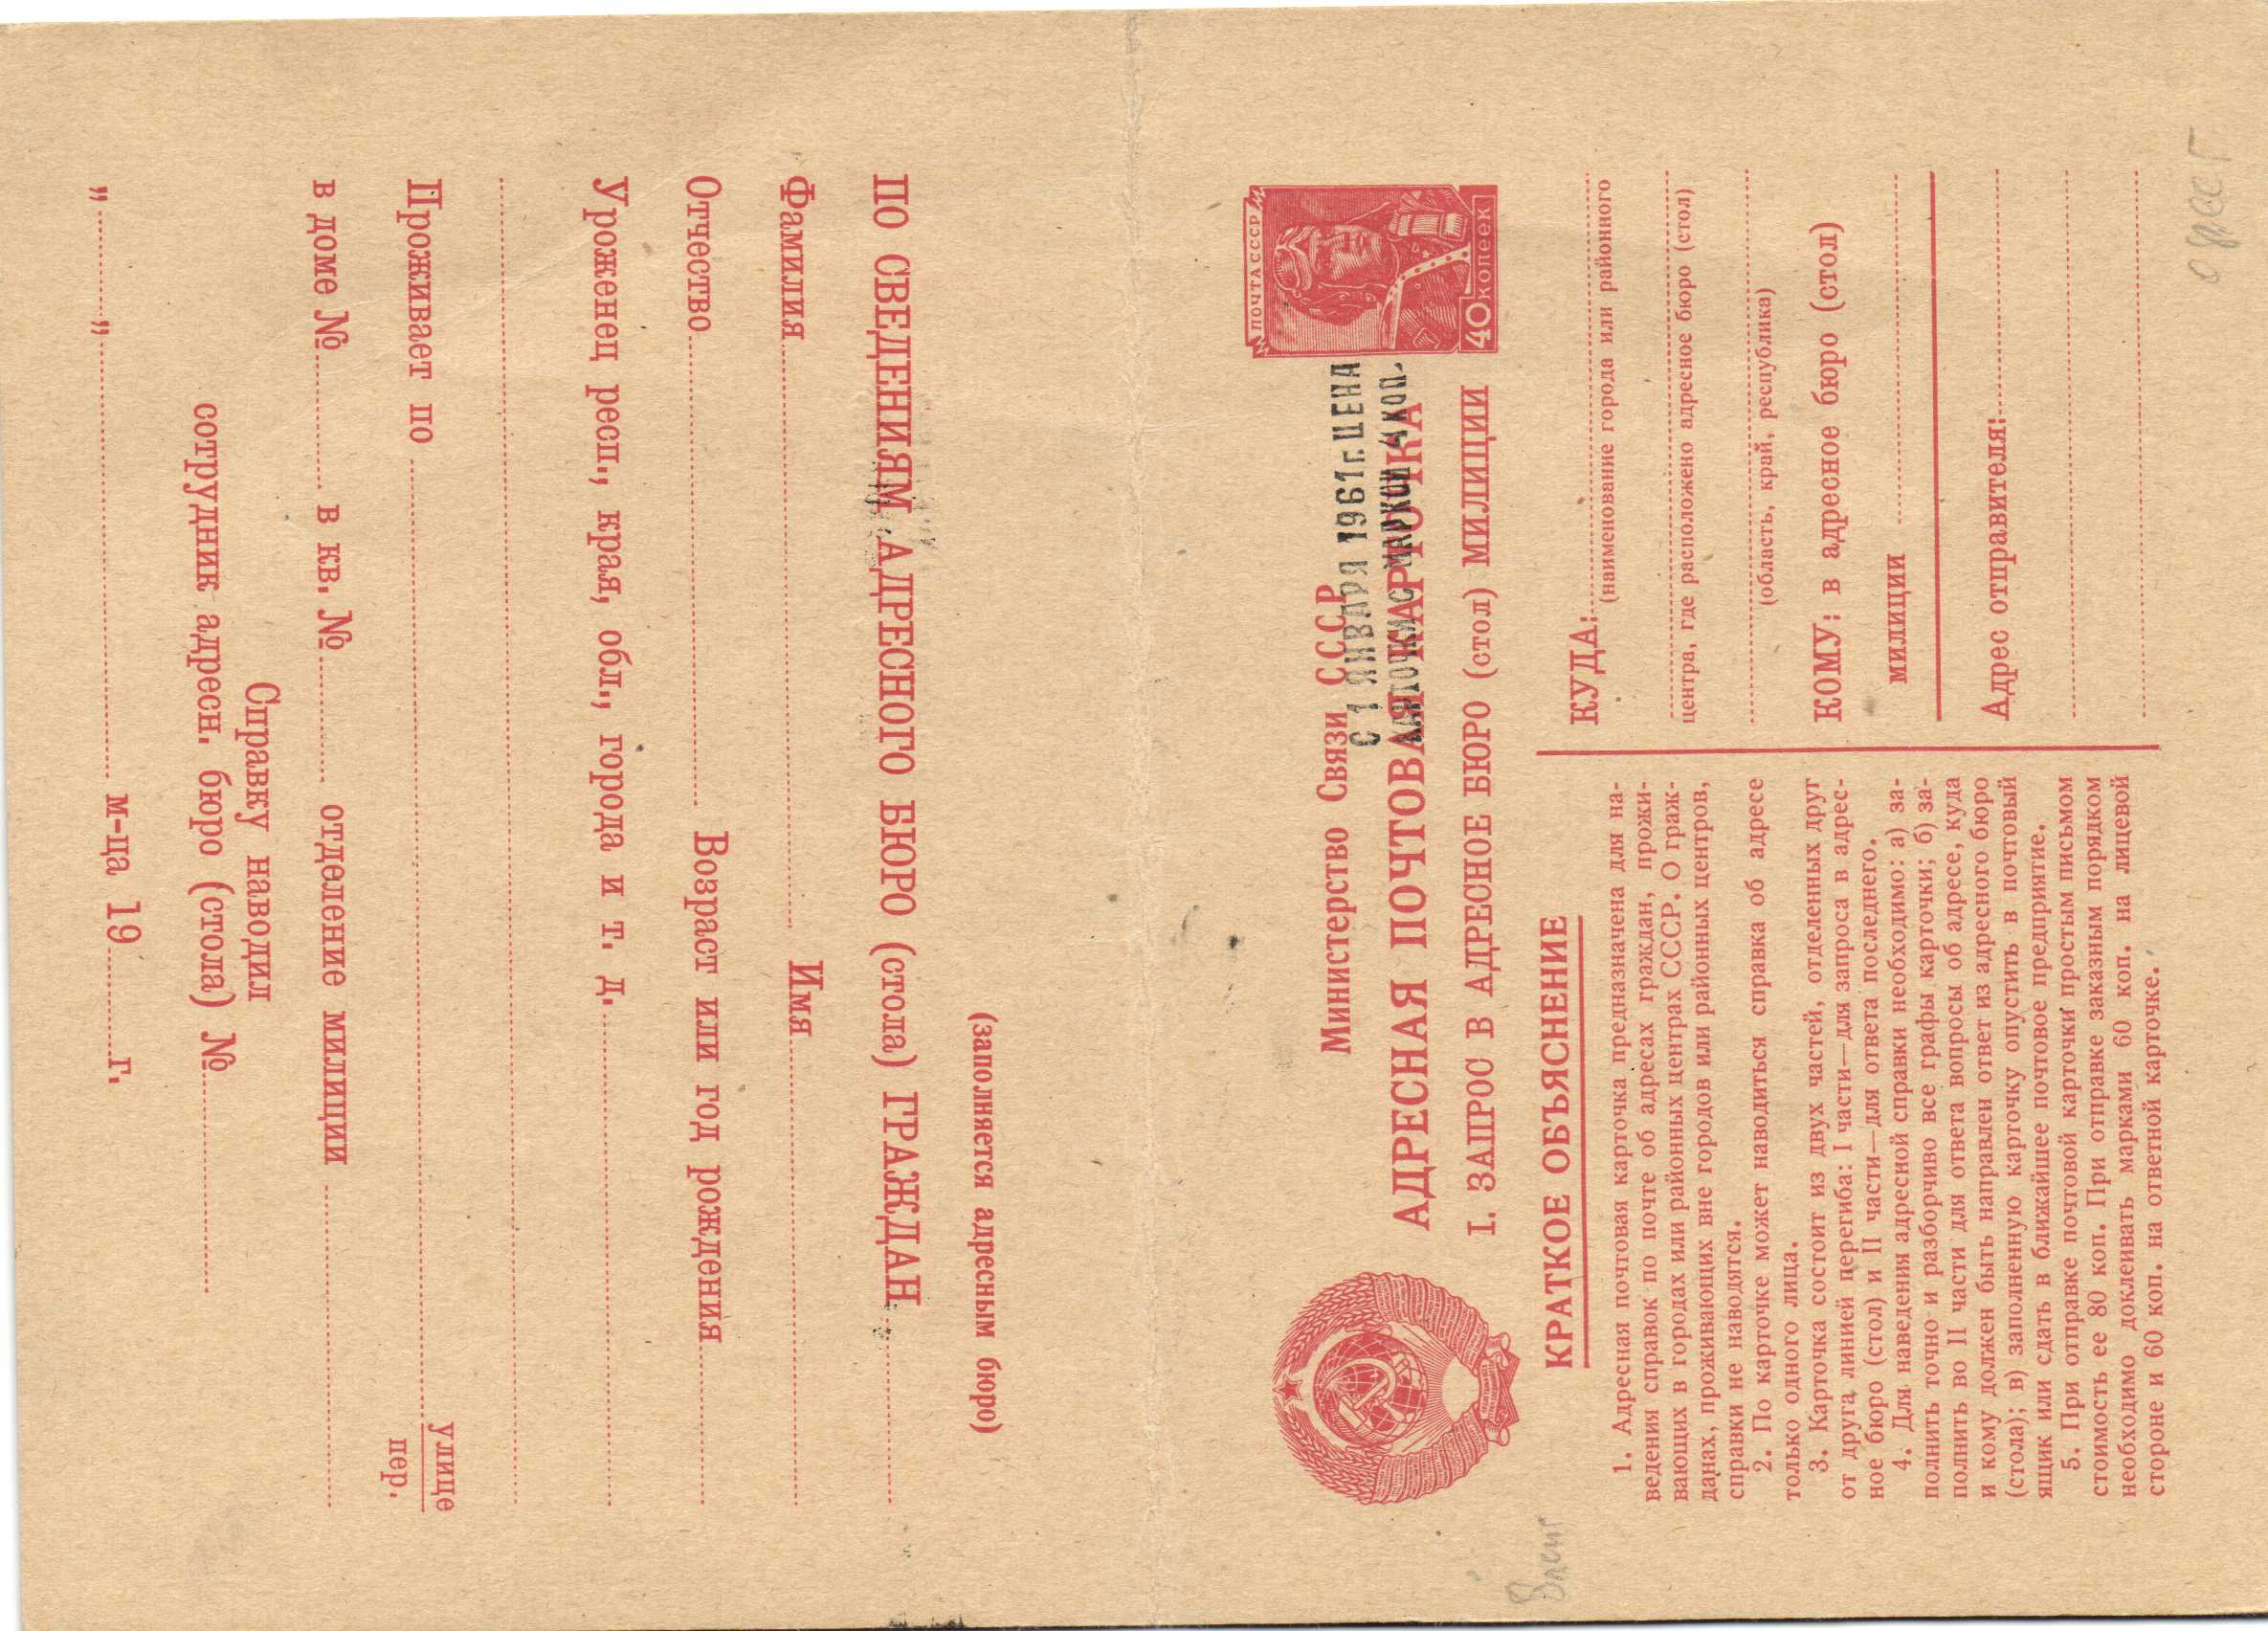 ПОЧТА СССР
40 копеек
Министерство Связи СССР
С 1 ЯНВАРЯ 1961 г. ЦЕНА
КАРТОЧКИ С МАРКОЙ 4 КОП.
АДРЕСНАЯ ПОЧТОВАЯ КАРТОЧКА
I. ЗАПРОС В АДРЕСНОЕ БЮРО (стол) МИЛИЦИИ
КРАТКОЕ ОБЪЯСНЕНИЕ
1. Адресная почтовая карточка предназначена для на-
ведения справок по почте об адресах граждан, прожи-
вающих в городах или районных центрах СССР. О граж-
данах, проживающих вне городов или районных центров,
справки не наводятся.
2. По карточке может наводиться справка об адресе
только одного лица.
3. Карточка состоит из двух частей, отделенных друг
от друга линией перегиба: I части—для запроса в адрес-
ное бюро (стол) и II части—для ответа последнего.
4. Для наведения адресной справки необходимо: а) за-
полнить точно и разборчиво все графы карточки; б) за-
полнить во II части для ответа вопросы об адресе, куда
и кому должен быть направлен ответ из адресного бюро
(стола); в) заполненную карточку опустить в почтовый
ящик или сдать в ближайшее почтовое предприятие.
5. При отправке почтовой карточки простым письмом
стоимость ее 80 коп. При отправке заказным порядком
необходимо доклеивать марками 60 коп. на лицевой
стороне и 60 коп. на ответной карточке.
КУДА:
(наименование города или районного
центра, где расположено адресное бюро (стол)
(область, край, республика)
КОМУ: в адресное бюро (стол)
милиции
Адрес отправителя:
(заполняется адресным бюро)
ПО СВЕДЕНИЯМ АДРЕСНОГО БЮРО (стола) ГРАЖДАН
Фамилия Имя
Отчество Возраст или год рождения
Уроженец респ., края, обл., города и т. д.
Проживает по улице
пер.
в доме № в кв. № отделение милиции
Справку наводил
сотрудник адресн. бюро (стола) №
„ “ м-ца 19 г.